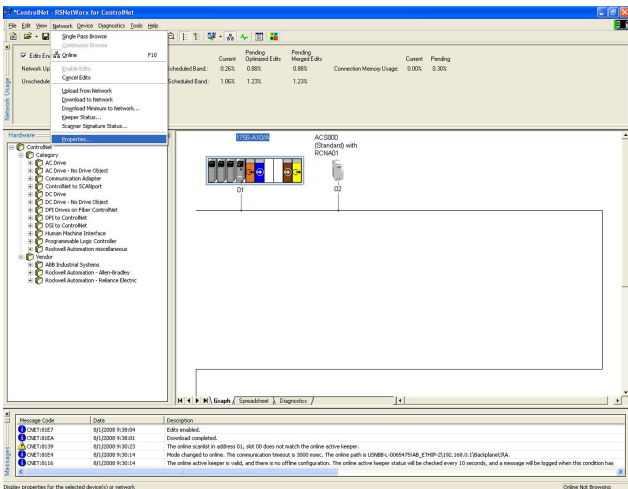 *ControlNet - RSNetWorx for ControlNet
File Edit View Network Device Diagnostics Tools Help
Single Pass Browse
Continuous Browse
Online F10
Enable Edits
Cancel Edits
Upload from Network
Download to Network
Download Minimum to Network...
Keeper Status...
Scanner Signature Status...
Properties...
Edits En
Network Up
Unschedule
Network Usage
Current
Pending Optimized Edits
Pending Merged Edits
Current Pending
Scheduled Band.: 0.26% 0.88% 0.88% Connection Memory Usage: 0.00% 0.30%
Scheduled Band.: 1.06% 1.23% 1.23%
Hardware
ControlNet
Category
AC Drive
AC Drive - No Drive Object
Communication Adapter
ControlNet to SCANport
DC Drive
DC Drive - No Drive Object
DPI Drives on Fiber ControlNet
DPI to ControlNet
DSI to ControlNet
Human Machine Interface
Programmable Logic Controller
Rockwell Automation miscellaneous
Vendor
ABB Industrial Systems
Rockwell Automation - Allen-Bradley
Rockwell Automation - Reliance Electric
1756-A10/A
ACS800
(Standard) with
RCNA01
01
02
Graph Spreadsheet Diagnostics
Messages
Message Code Date Description
CNET:81E7 8/1/2008 9:38:04 Edits enabled.
CNET:81EA 8/1/2008 9:38:01 Download completed.
CNET:8139 8/1/2008 9:30:23 The online scanlist in address 01, slot 00 does not match the online active keeper.
CNET:81E4 8/1/2008 9:30:14 Mode changed to online. The communication timeout is 3000 msec. The online path is USNBB-L-0065475!AB_ETHIP-2\192.168.0.1\Backplane\3\A.
CNET:8116 8/1/2008 9:30:14 The online active keeper is valid, and there is no offline configuration. The online active keeper status will be checked every 10 seconds, and a message will be logged when this condition has
Display properties for the selected device(s) or network
Online Not Browsing